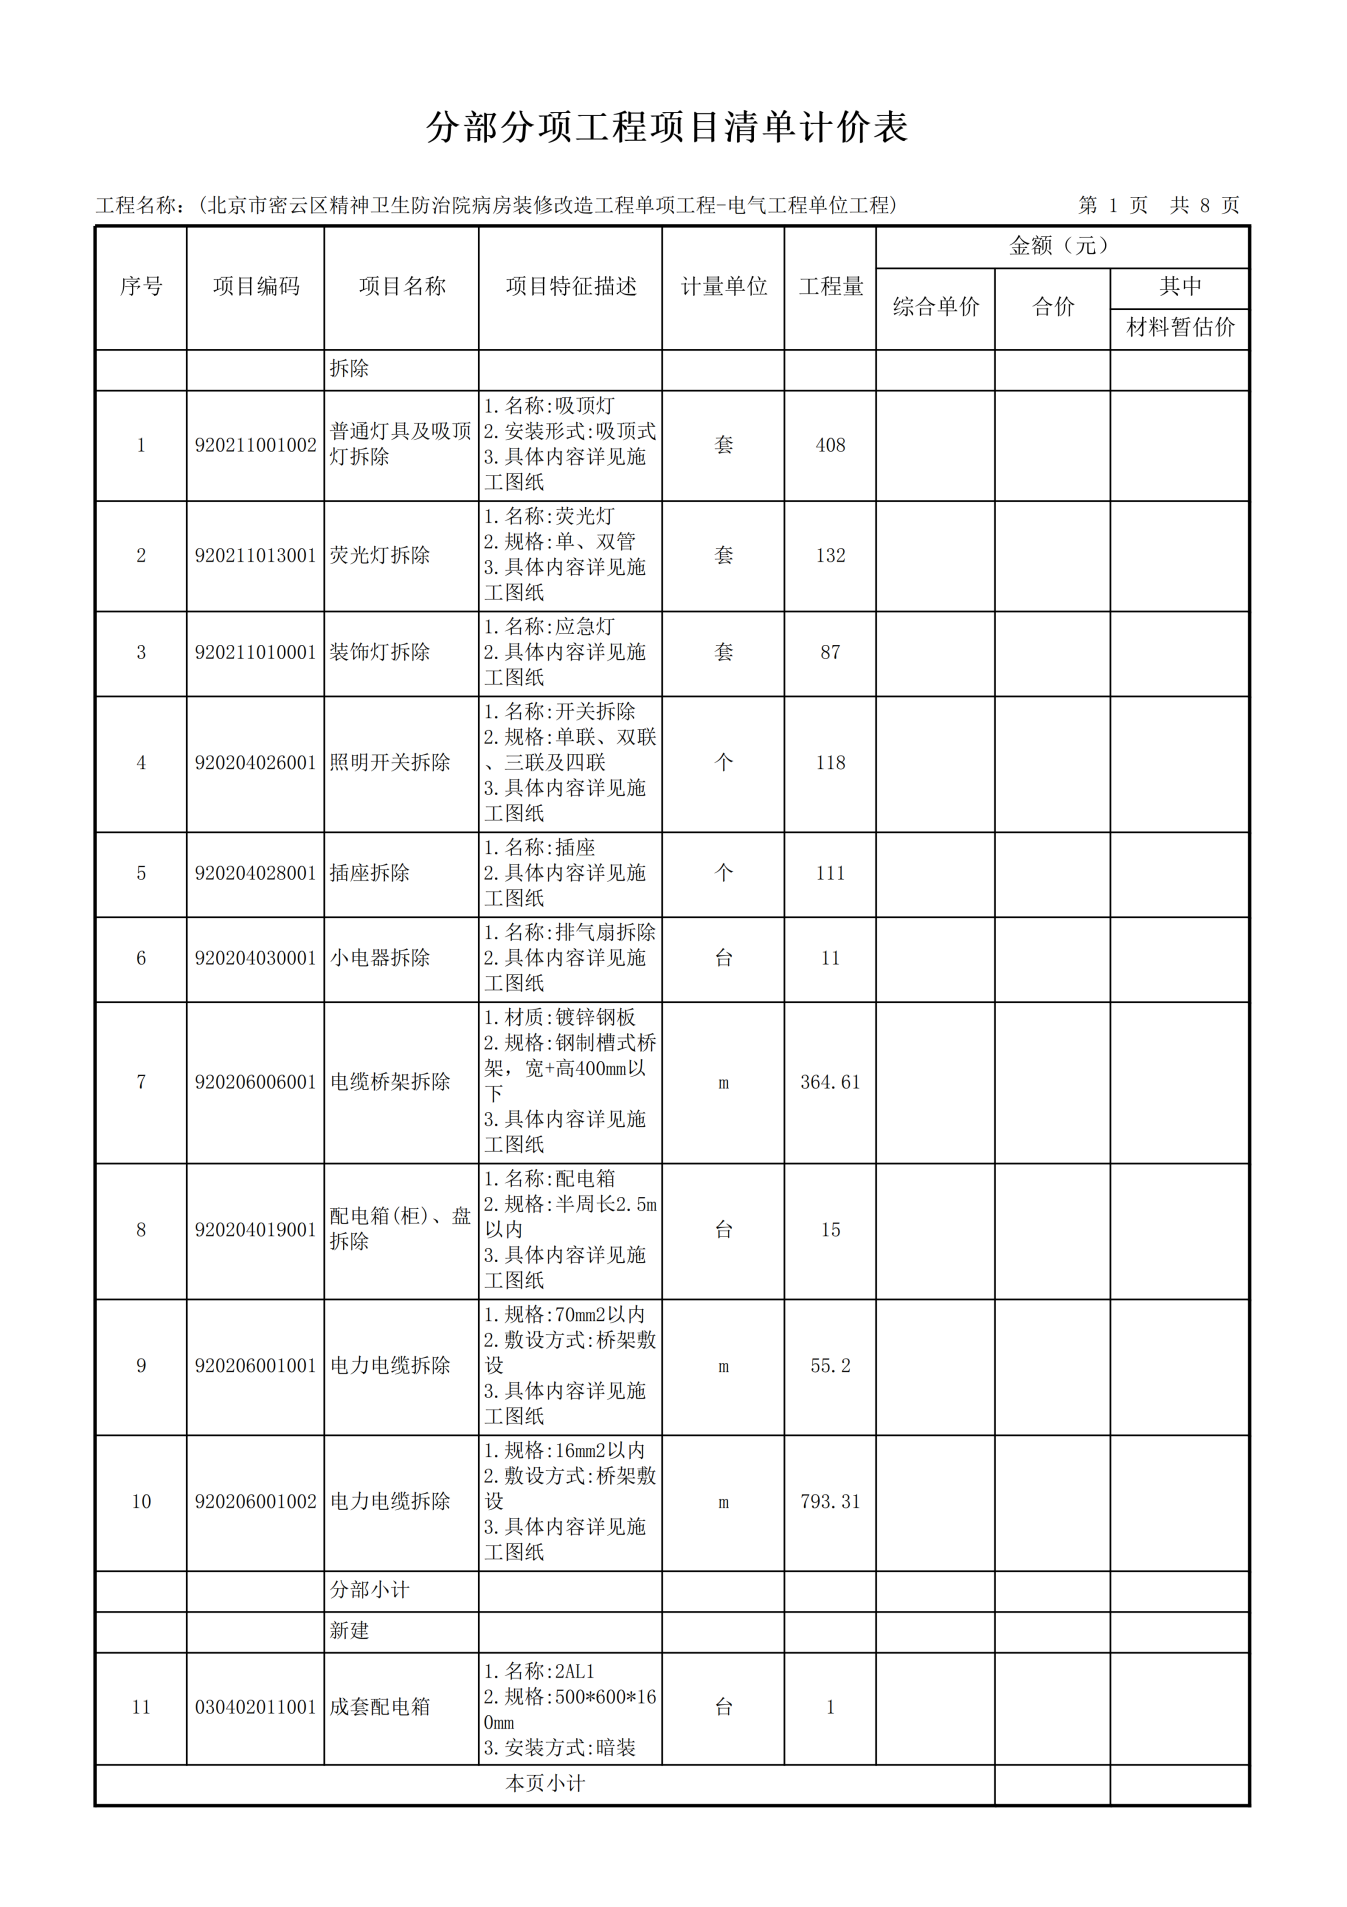 分部分项工程项目清单计价表
工程名称：(北京市密云区精神卫生防治院病房装修改造工程单项工程-电气工程单位工程) 第 1 页 共 8 页
序号 项目编码 项目名称 项目特征描述 计量单位 工程量 金额（元）
综合单价 合价 其中
材料暂估价
拆除
1 920211001002 普通灯具及吸顶
灯拆除
1.名称:吸顶灯
2.安装形式:吸顶式
3.具体内容详见施
工图纸
套 408
2 920211013001 荧光灯拆除
1.名称:荧光灯
2.规格:单、双管
3.具体内容详见施
工图纸
套 132
3 920211010001 装饰灯拆除
1.名称:应急灯
2.具体内容详见施
工图纸
套 87
4 920204026001 照明开关拆除
1.名称:开关拆除
2.规格:单联、双联
、三联及四联
3.具体内容详见施
工图纸
个 118
5 920204028001 插座拆除
1.名称:插座
2.具体内容详见施
工图纸
个 111
6 920204030001 小电器拆除
1.名称:排气扇拆除
2.具体内容详见施
工图纸
台 11
7 920206006001 电缆桥架拆除
1.材质:镀锌钢板
2.规格:钢制槽式桥
架，宽+高400mm以
下
3.具体内容详见施
工图纸
m 364.61
8 920204019001 配电箱(柜)、盘
拆除
1.名称:配电箱
2.规格:半周长2.5m
以内
3.具体内容详见施
工图纸
台 15
9 920206001001 电力电缆拆除
1.规格:70mm2以内
2.敷设方式:桥架敷
设
3.具体内容详见施
工图纸
m 55.2
10 920206001002 电力电缆拆除
1.规格:16mm2以内
2.敷设方式:桥架敷
设
3.具体内容详见施
工图纸
m 793.31
分部小计
新建
11 030402011001 成套配电箱
1.名称:2AL1
2.规格:500*600*16
0mm
3.安装方式:暗装
台 1
本页小计